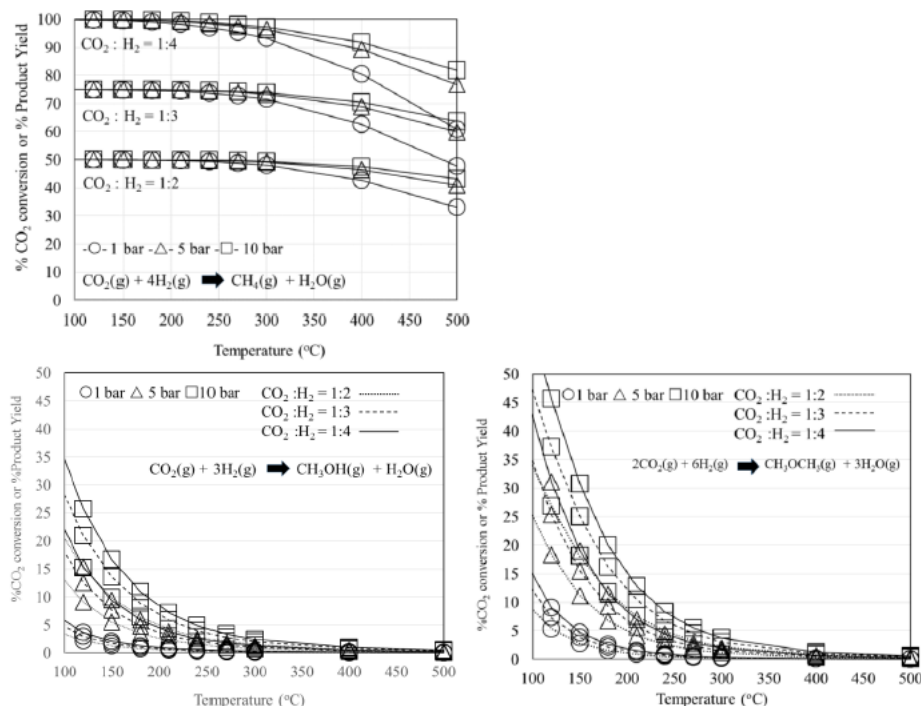 % CO₂ conversion or % Product Yield
100
90
80
70
60
50
40
30
20
10
0
CO₂ : H₂ = 1:4
CO₂ : H₂ = 1:3
CO₂ : H₂ = 1:2
-○- 1 bar -△- 5 bar -□- 10 bar
CO₂(g) + 4H₂(g) ➡ CH₄(g) + H₂O(g)
100 150 200 250 300 350 400 450 500
Temperature (°C)
%CO₂ conversion or %Product Yield
50
45
40
35
30
25
20
15
10
5
0
○ 1 bar △ 5 bar □ 10 bar
CO₂ :H₂ = 1:2
CO₂ :H₂ = 1:3
CO₂ :H₂ = 1:4
CO₂(g) + 3H₂(g) ➡ CH₃OH(g) + H₂O(g)
100 150 200 250 300 350 400 450 500
Temperature (°C)
%CO₂ conversion or % Product Yield
50
45
40
35
30
25
20
15
10
5
0
○ 1 bar △ 5 bar □ 10 bar
CO₂ :H₂ = 1:2
CO₂ :H₂ = 1:3
CO₂ :H₂ = 1:4
2CO₂(g) + 6H₂(g) ➡ CH₃OCH₃(g) + 3H₂O(g)
100 150 200 250 300 350 400 450 500
Temperature (°C)